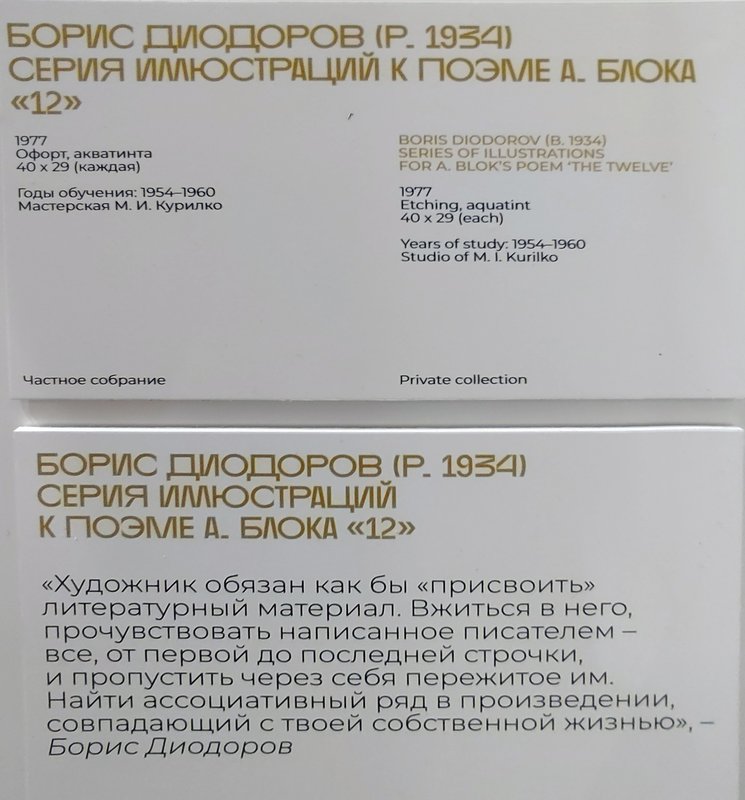 БОРИС ДИОДОРОВ (Р. 1934)
СЕРИЯ ИЛЛЮСТРАЦИЙ К ПОЭМЕ А. БЛОКА
«12»
1977
Офорт, акватинта
40 x 29 (каждая)
Годы обучения: 1954–1960
Мастерская М. И. Курилко
Частное собрание
BORIS DIODOROV (B. 1934)
SERIES OF ILLUSTRATIONS
FOR A. BLOK'S POEM 'THE TWELVE'
1977
Etching, aquatint
40 x 29 (each)
Years of study: 1954–1960
Studio of M. I. Kurilko
Private collection
БОРИС ДИОДОРОВ (Р. 1934)
СЕРИЯ ИЛЛЮСТРАЦИЙ
К ПОЭМЕ А. БЛОКА «12»
«Художник обязан как бы «присвоить»
литературный материал. Вжиться в него,
прочувствовать написанное писателем –
все, от первой до последней строчки,
и пропустить через себя пережитое им.
Найти ассоциативный ряд в произведении,
совпадающий с твоей собственной жизнью», –
Борис Диодоров